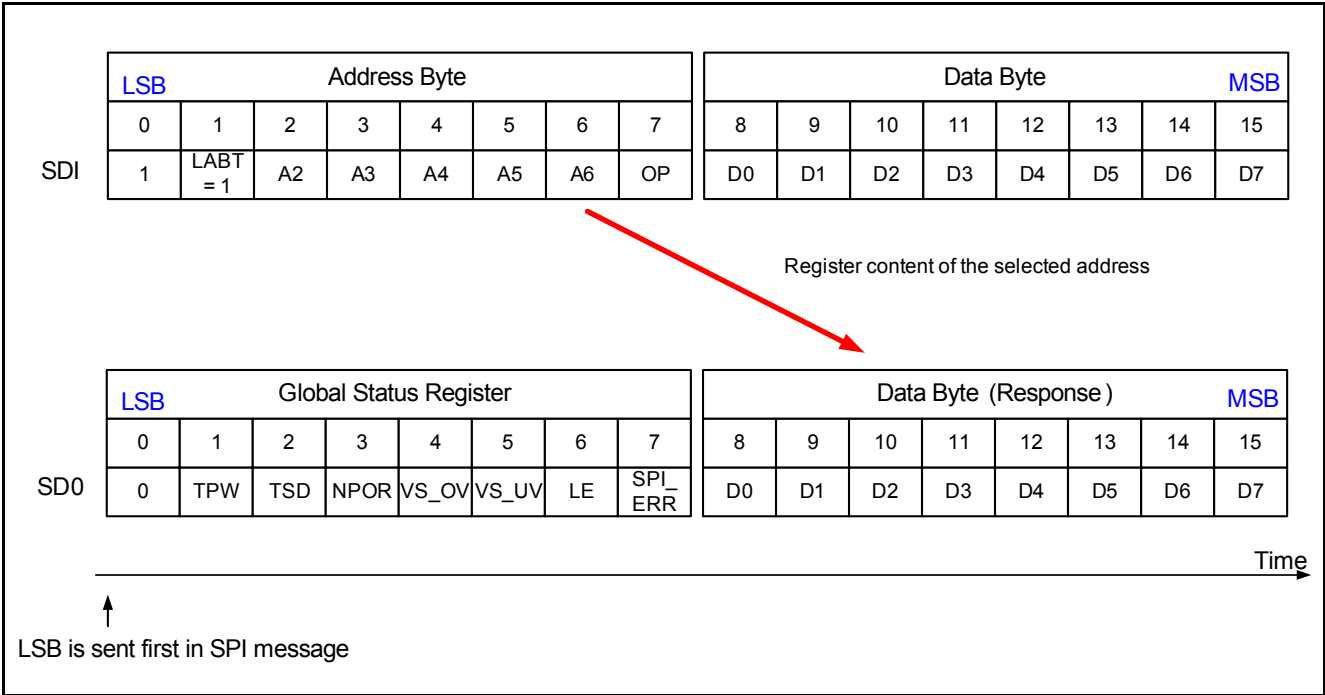 LSB Address Byte Data Byte MSB
0 1 2 3 4 5 6 7 8 9 10 11 12 13 14 15
SDI 1 LABT = 1 A2 A3 A4 A5 A6 OP D0 D1 D2 D3 D4 D5 D6 D7
Register content of the selected address
LSB Global Status Register Data Byte (Response) MSB
0 1 2 3 4 5 6 7 8 9 10 11 12 13 14 15
SD0 0 TPW TSD NPOR VS_OV VS_UV LE SPI_ERR D0 D1 D2 D3 D4 D5 D6 D7
Time
LSB is sent first in SPI message